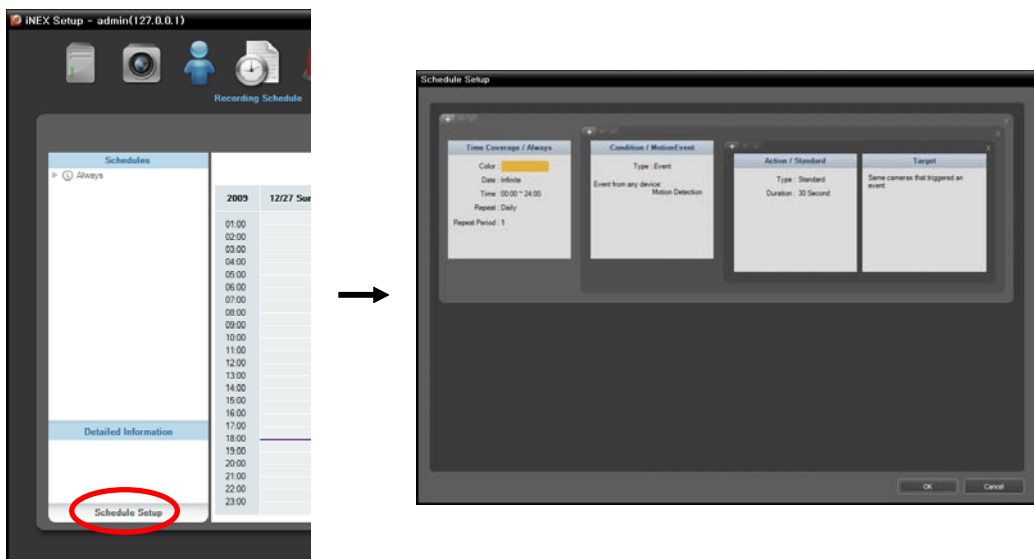 iNEX Setup - admin(127.0.0.1)
Recording Schedule
Schedules
Always
2009 12/27 Sun
01:00
02:00
03:00
04:00
05:00
06:00
07:00
08:00
09:00
10:00
11:00
12:00
13:00
14:00
15:00
16:00
17:00
18:00
19:00
20:00
21:00
22:00
23:00
Detailed Information
Schedule Setup
Schedule Setup
Time Coverage / Always
Color :
Date : Infinite
Time : 00:00 ~ 24:00
Repeat : Daily
Repeat Period : 1
Condition / MotionEvent
Type : Event
Event from any device:
Motion Detection
Action / Standard
Type : Standard
Duration : 30 Second
Target
Same cameras that triggered an
event
OK
Cancel